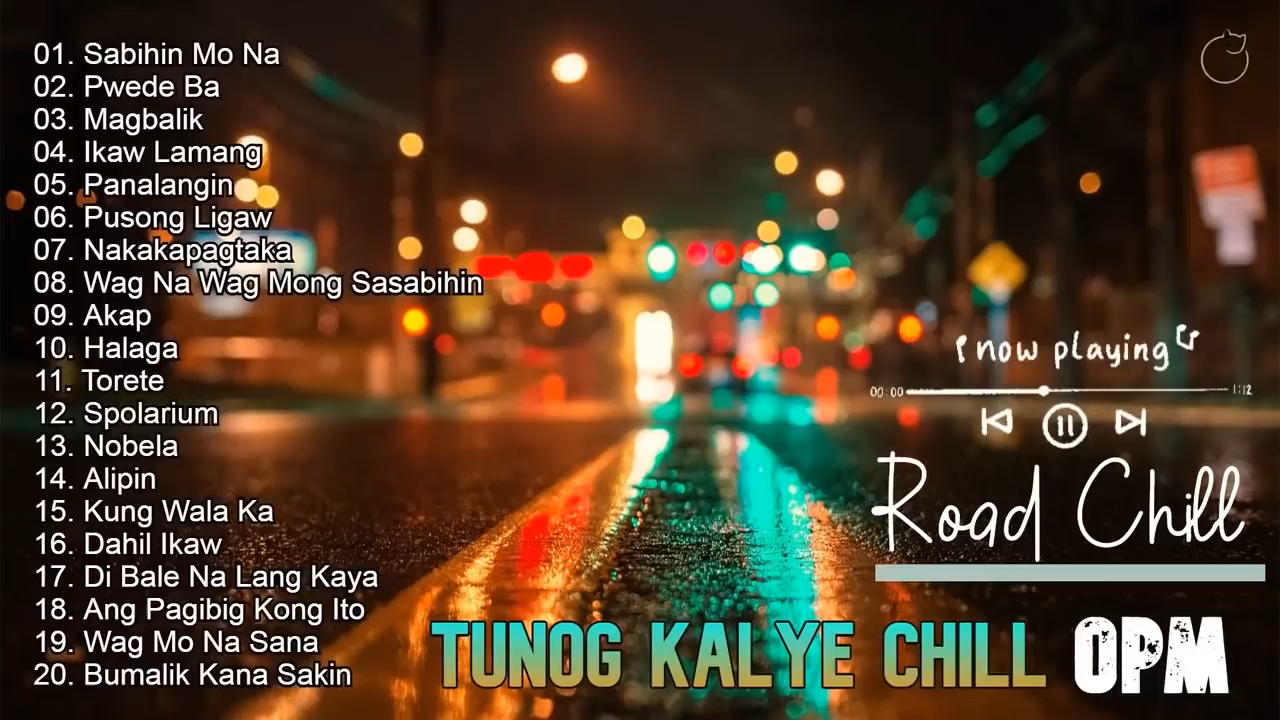 01. Sabihin Mo Na
02. Pwede Ba
03. Magbalik
04. Ikaw Lamang
05. Panalangin
06. Pusong Ligaw
07. Nakakapagtaka
08. Wag Na Wag Mong Sasabihin
09. Akap
10. Halaga
11. Torete
12. Spolarium
13. Nobela
14. Alipin
15. Kung Wala Ka
16. Dahil Ikaw
17. Di Bale Na Lang Kaya
18. Ang Pagibig Kong Ito
19. Wag Mo Na Sana
20. Bumalik Kana Sakin
now playing
00:00 1:12
Road Chill
TUNOG KALYE CHILL OPM